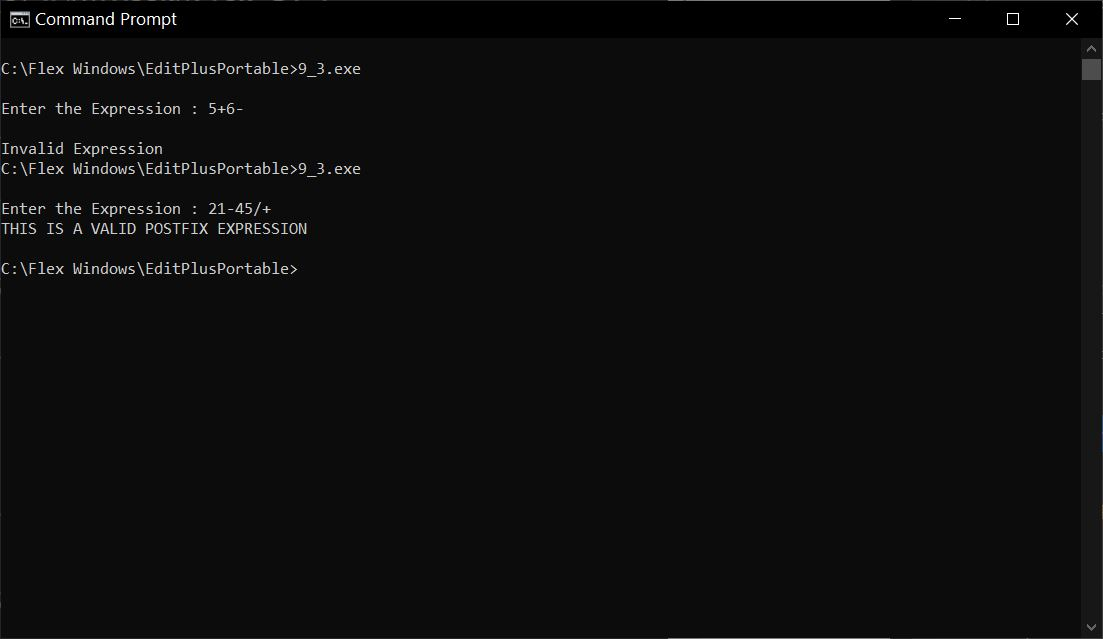 Command Prompt
C:\Flex Windows\EditPlusPortable>9_3.exe
Enter the Expression : 5+6-
Invalid Expression
C:\Flex Windows\EditPlusPortable>9_3.exe
Enter the Expression : 21-45/+
THIS IS A VALID POSTFIX EXPRESSION
C:\Flex Windows\EditPlusPortable>